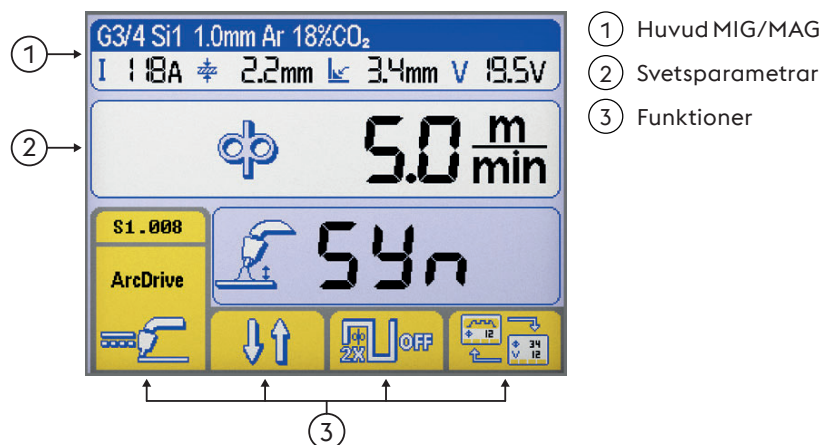 G3/4 Si1 1.0mm Ar 18%CO₂
I 118A 2.2mm 3.4mm V 19.5V
5.0 m/min
S1.008
ArcDrive
Syn
2X OFF
12
34
V 12
1
2
3
1 Huvud MIG/MAG
2 Svetsparametrar
3 Funktioner